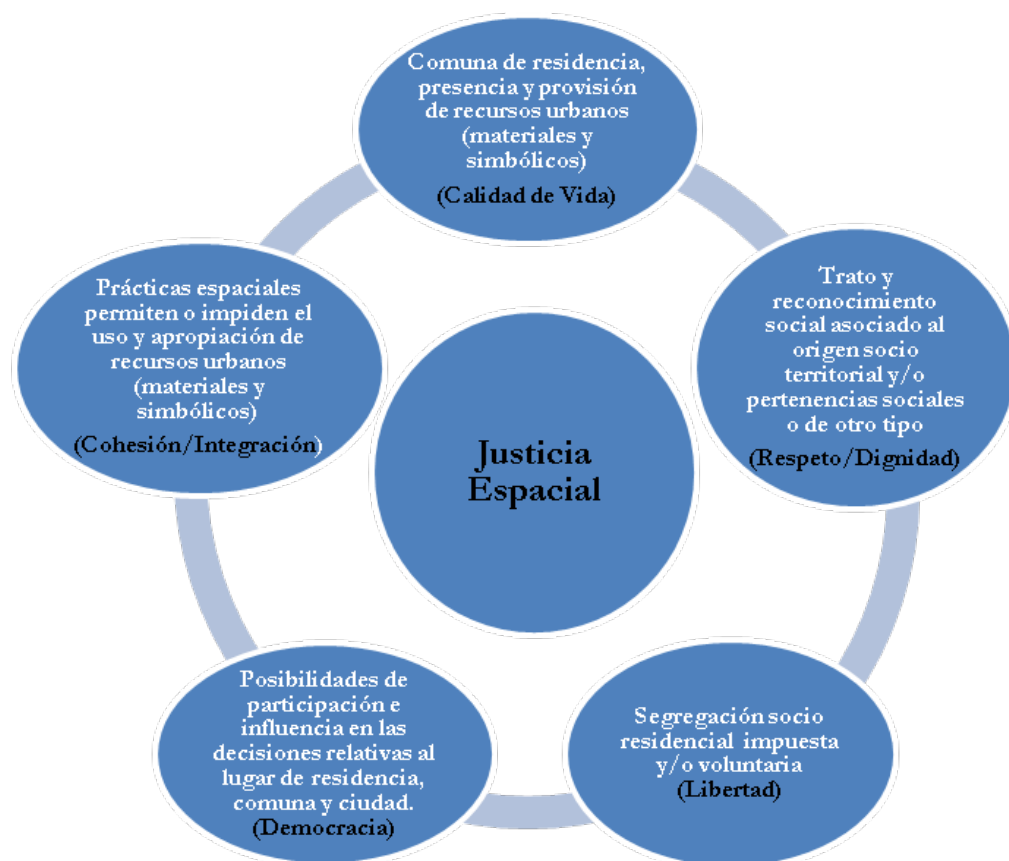 Comuna de residencia,
presencia y provisión
de recursos urbanos
(materiales y
simbólicos)
(Calidad de Vida)
Trato y
reconocimiento
social asociado al
origen socio
territorial y/o
pertenencias sociales
o de otro tipo
(Respeto/Dignidad)
Segregación socio
residencial impuesta
y/o voluntaria
(Libertad)
Posibilidades de
participación e
influencia en las
decisiones relativas al
lugar de residencia,
comuna y ciudad.
(Democracia)
Prácticas espaciales
permiten o impiden el
uso y apropiación de
recursos urbanos
(materiales y
simbólicos)
(Cohesión/Integración)
Justicia
Espacial